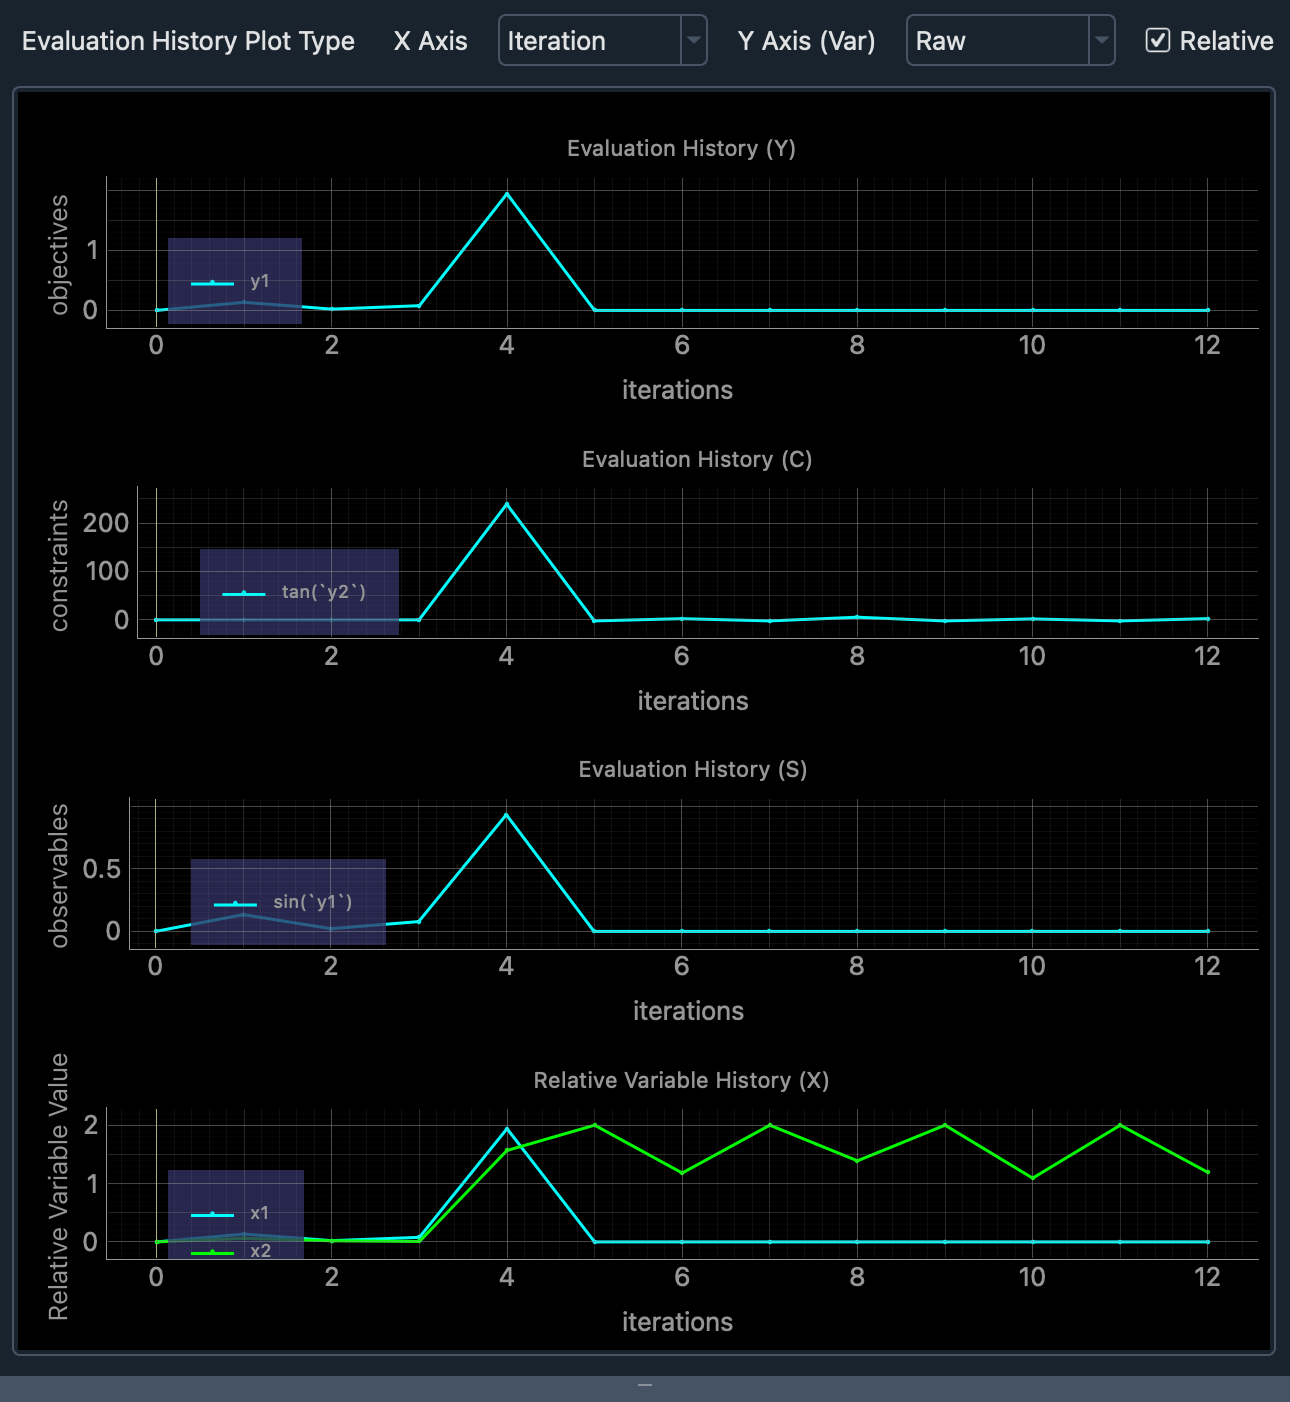 Evaluation History Plot Type X Axis Iteration Y Axis (Var) Raw Relative
Evaluation History (Y)
objectives
1
0
y1
0 2 4 6 8 10 12
iterations
Evaluation History (C)
constraints
200
100
0
tan(`y2`)
0 2 4 6 8 10 12
iterations
Evaluation History (S)
observables
0.5
0
sin(`y1`)
0 2 4 6 8 10 12
iterations
Relative Variable History (X)
Relative Variable Value
2
1
0
x1
x2
0 2 4 6 8 10 12
iterations